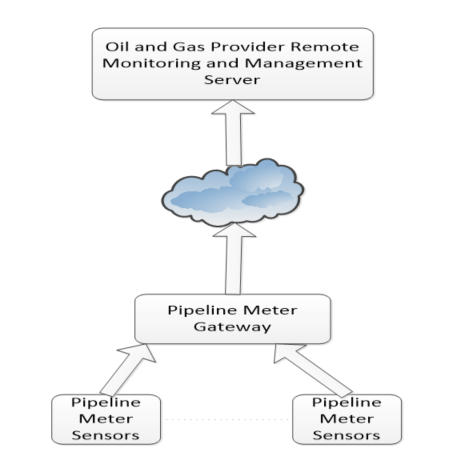 Oil and Gas Provider Remote
Monitoring and Management
Server
Pipeline Meter
Gateway
Pipeline
Meter
Sensors
Pipeline
Meter
Sensors